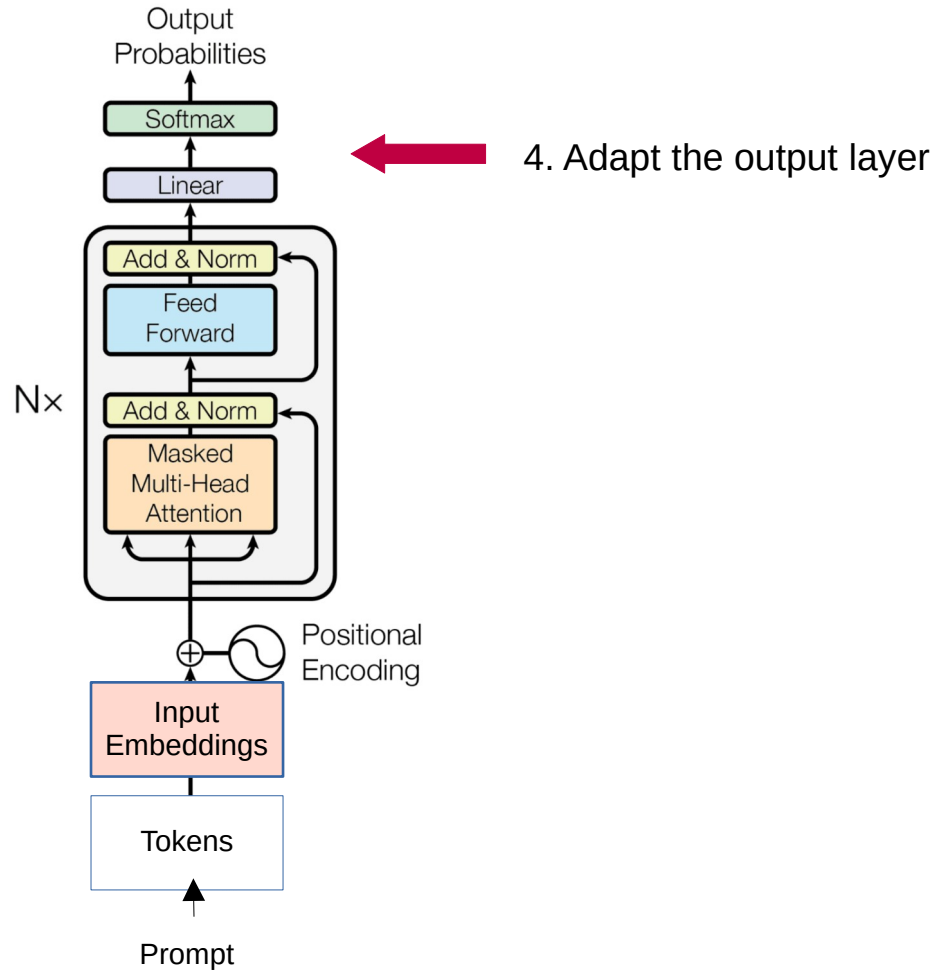 Output
Probabilities
Softmax
4. Adapt the output layer
Linear
Add & Norm
Feed
Forward
N×
Add & Norm
Masked
Multi-Head
Attention
Positional
Encoding
Input
Embeddings
Tokens
Prompt